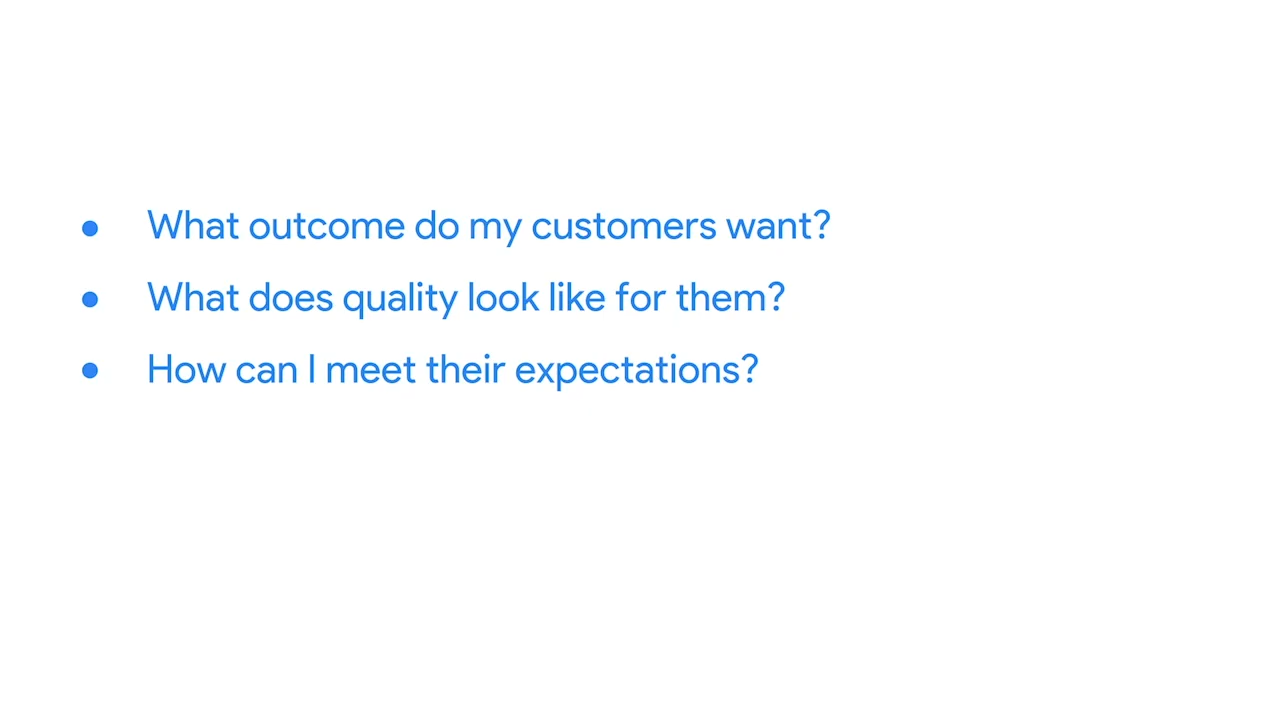 ● What outcome do my customers want?
● What does quality look like for them?
● How can I meet their expectations?